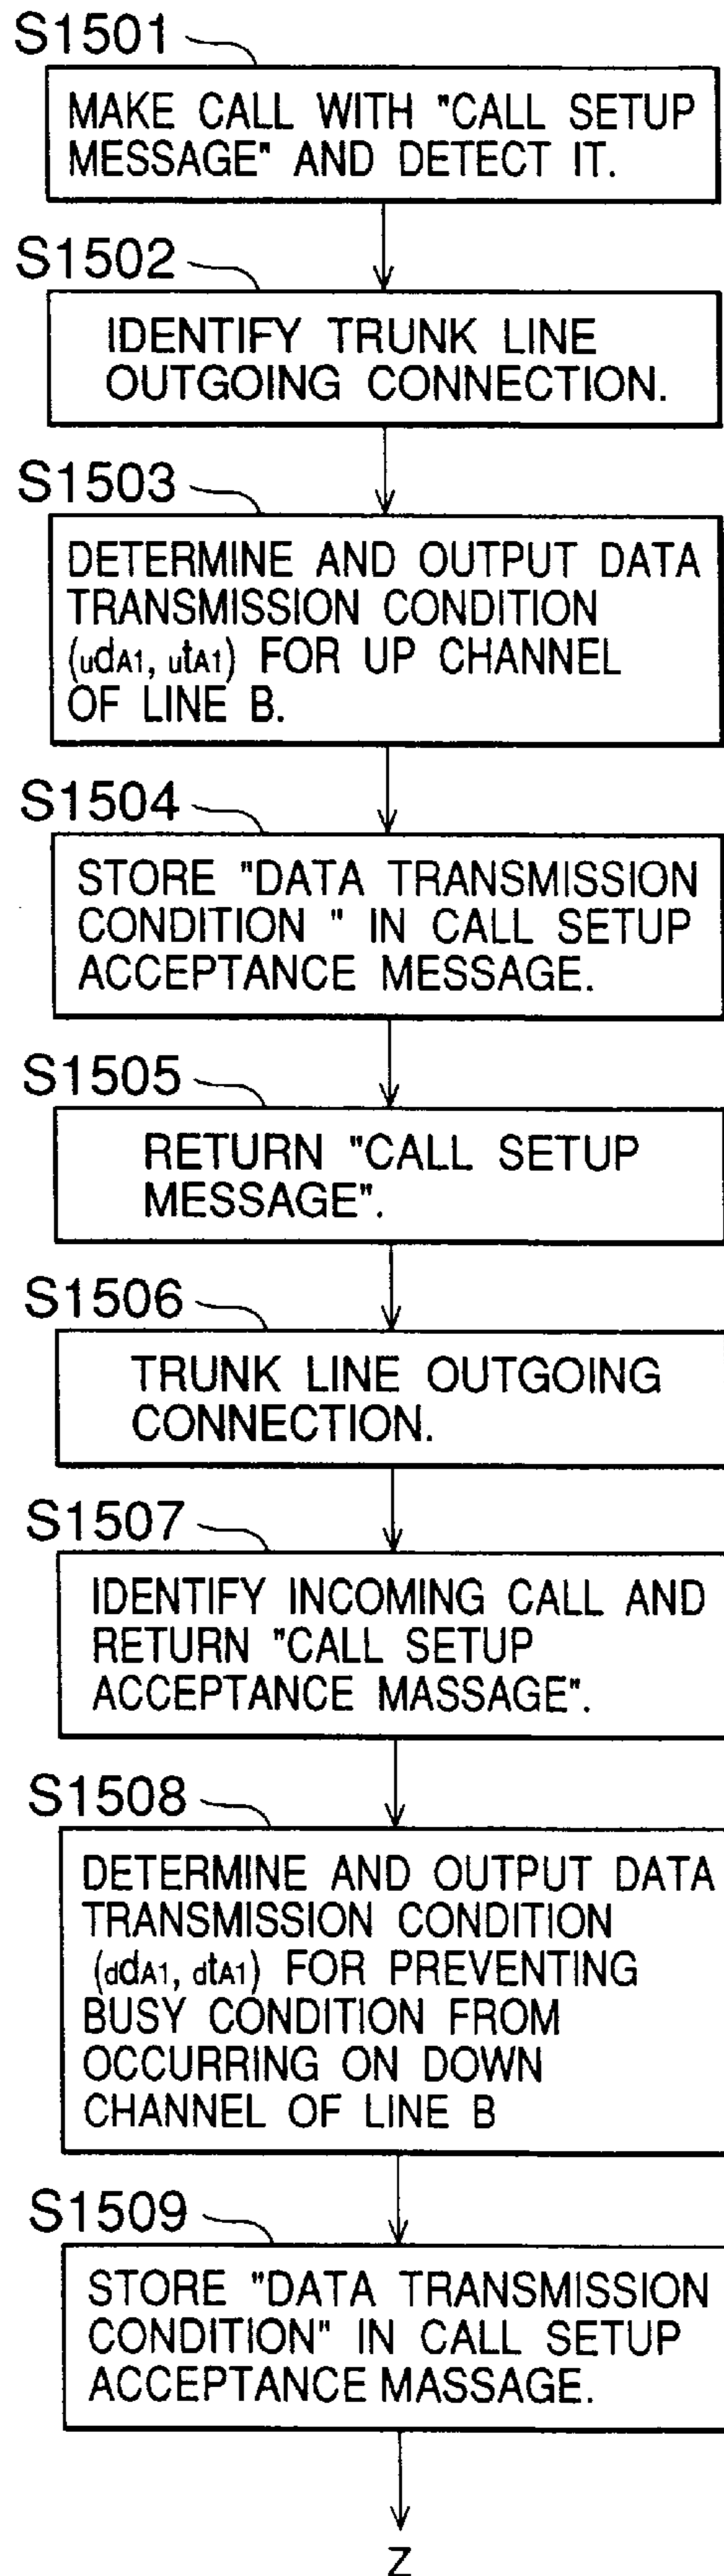 S1501
MAKE CALL WITH "CALL SETUP
MESSAGE" AND DETECT IT.
S1502
IDENTIFY TRUNK LINE
OUTGOING CONNECTION.
S1503
DETERMINE AND OUTPUT DATA
TRANSMISSION CONDITION
(udA1, utA1) FOR UP CHANNEL
OF LINE B.
S1504
STORE "DATA TRANSMISSION
CONDITION " IN CALL SETUP
ACCEPTANCE MESSAGE.
S1505
RETURN "CALL SETUP
MESSAGE".
S1506
TRUNK LINE OUTGOING
CONNECTION.
S1507
IDENTIFY INCOMING CALL AND
RETURN "CALL SETUP
ACCEPTANCE MASSAGE".
S1508
DETERMINE AND OUTPUT DATA
TRANSMISSION CONDITION
(ddA1, dtA1) FOR PREVENTING
BUSY CONDITION FROM
OCCURRING ON DOWN
CHANNEL OF LINE B
S1509
STORE "DATA TRANSMISSION
CONDITION" IN CALL SETUP
ACCEPTANCE MASSAGE.
Z